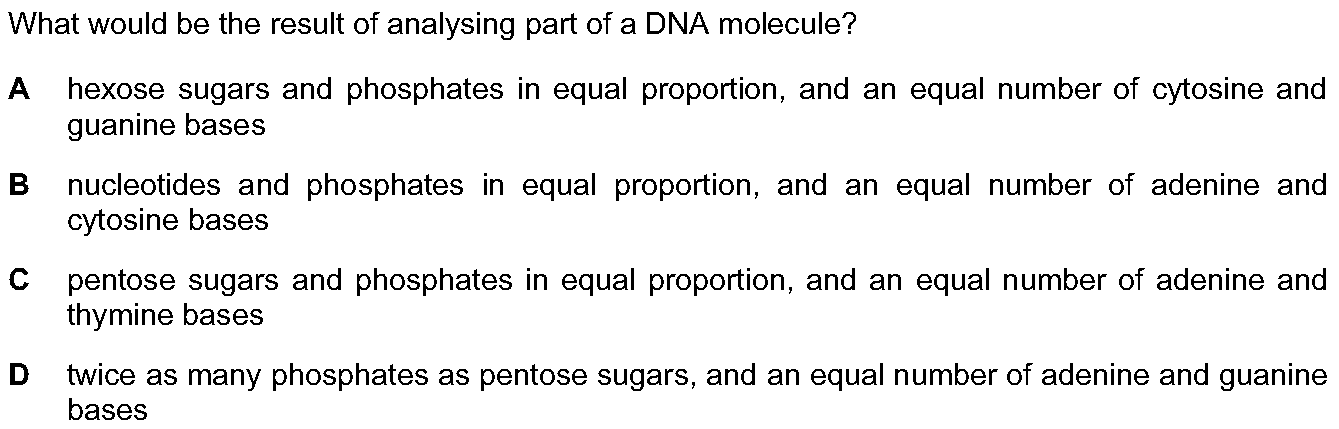 What would be the result of analysing part of a DNA molecule?
A hexose sugars and phosphates in equal proportion, and an equal number of cytosine and
guanine bases
B nucleotides and phosphates in equal proportion, and an equal number of adenine and
cytosine bases
C pentose sugars and phosphates in equal proportion, and an equal number of adenine and
thymine bases
D twice as many phosphates as pentose sugars, and an equal number of adenine and guanine
bases